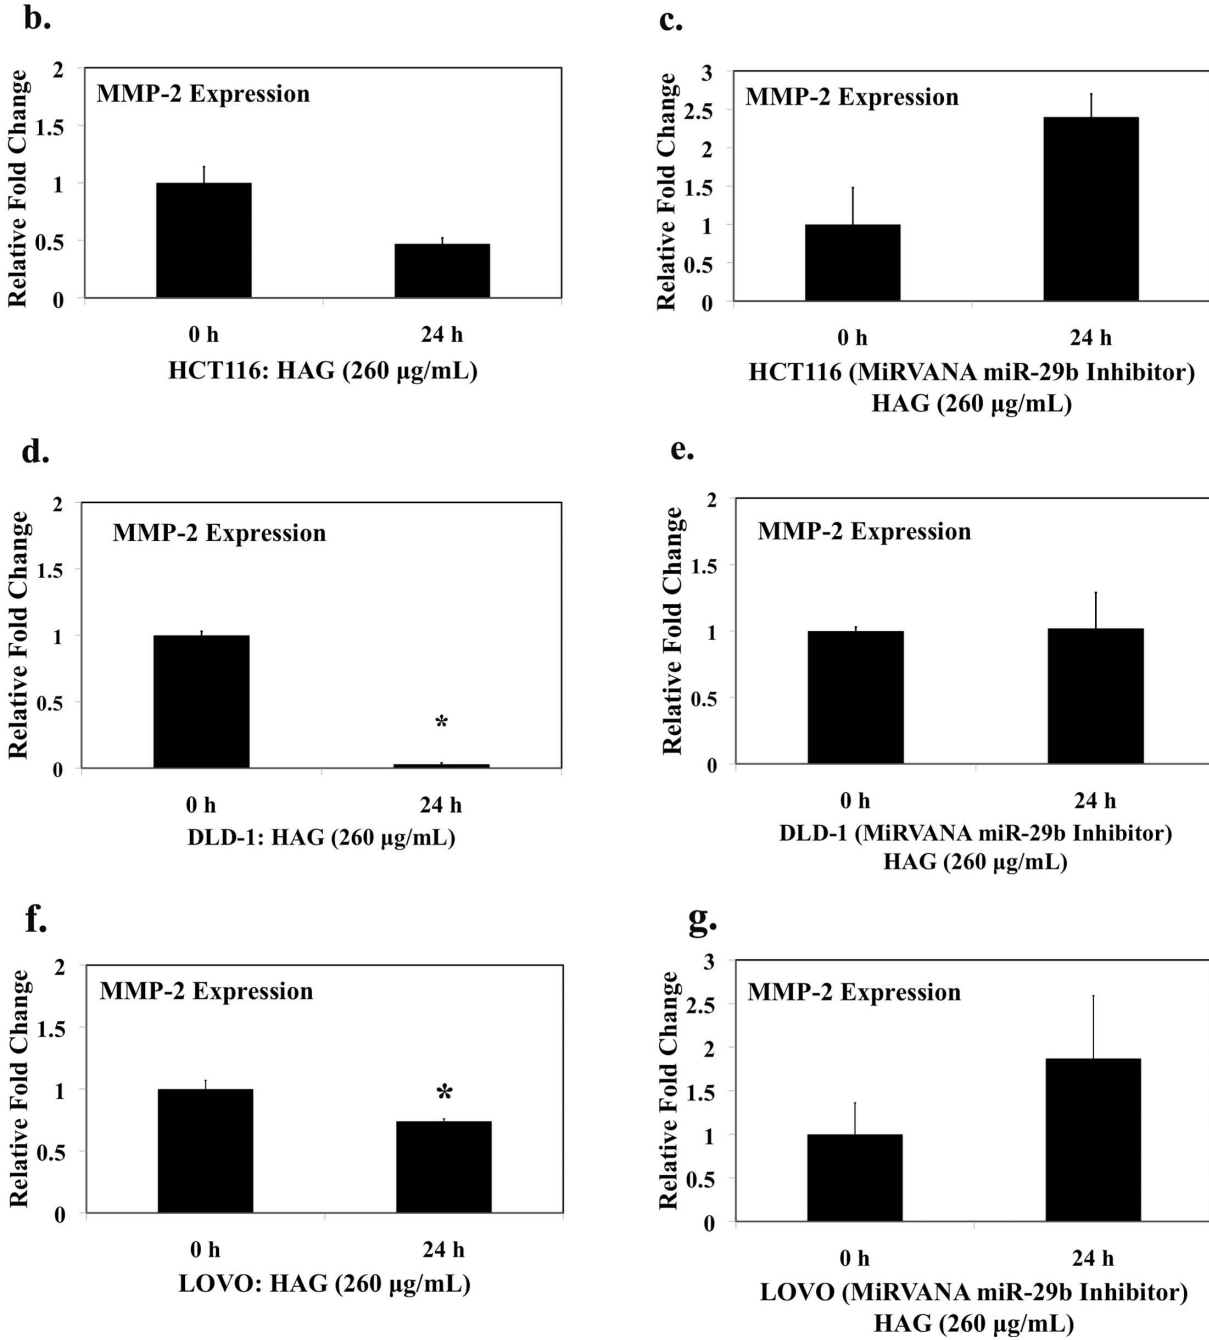 b.
MMP-2 Expression
Relative Fold Change
2
1.5
1
0.5
0
0 h 24 h
HCT116: HAG (260 µg/mL)
c.
MMP-2 Expression
Relative Fold Change
3
2.5
2
1.5
1
0.5
0
0 h 24 h
HCT116 (MiRVANA miR-29b Inhibitor)
HAG (260 µg/mL)
d.
MMP-2 Expression
Relative Fold Change
2
1.5
1
0.5
0
*
0 h 24 h
DLD-1: HAG (260 µg/mL)
e.
MMP-2 Expression
Relative Fold Change
2
1.5
1
0.5
0
0 h 24 h
DLD-1 (MiRVANA miR-29b Inhibitor)
HAG (260 µg/mL)
f.
MMP-2 Expression
Relative Fold Change
2
1.5
1
0.5
0
*
0 h 24 h
LOVO: HAG (260 µg/mL)
g.
MMP-2 Expression
Relative Fold Change
3
2.5
2
1.5
1
0.5
0
0 h 24 h
LOVO (MiRVANA miR-29b Inhibitor)
HAG (260 µg/mL)